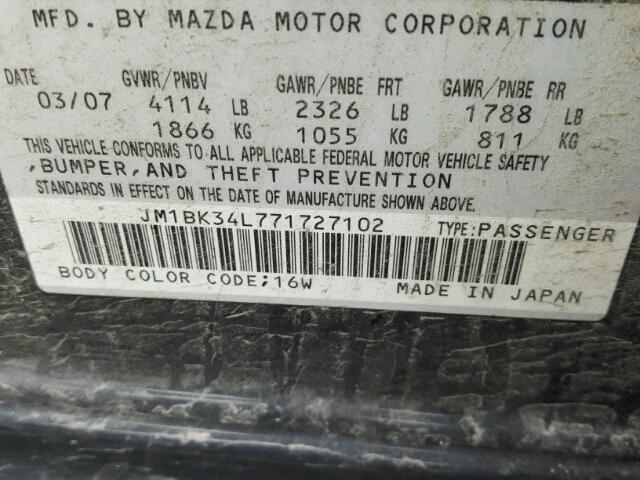 MFD. BY MAZDA MOTOR CORPORATION
DATE GVWR/PNBV GAWR/PNBE FRT GAWR/PNBE RR
03/07 4114 LB 2326 LB 1788 LB
1866 KG 1055 KG 811 KG
THIS VEHICLE CONFORMS TO ALL APPLICABLE FEDERAL MOTOR VEHICLE SAFETY
,BUMPER,AND THEFT PREVENTION
STANDARDS IN EFFECT ON THE DATE OF MANUFACTURE SHOWN ABOVE.
JM1BK34L771727102 TYPE:PASSENGER
BODY COLOR CODE;16W MADE IN JAPAN